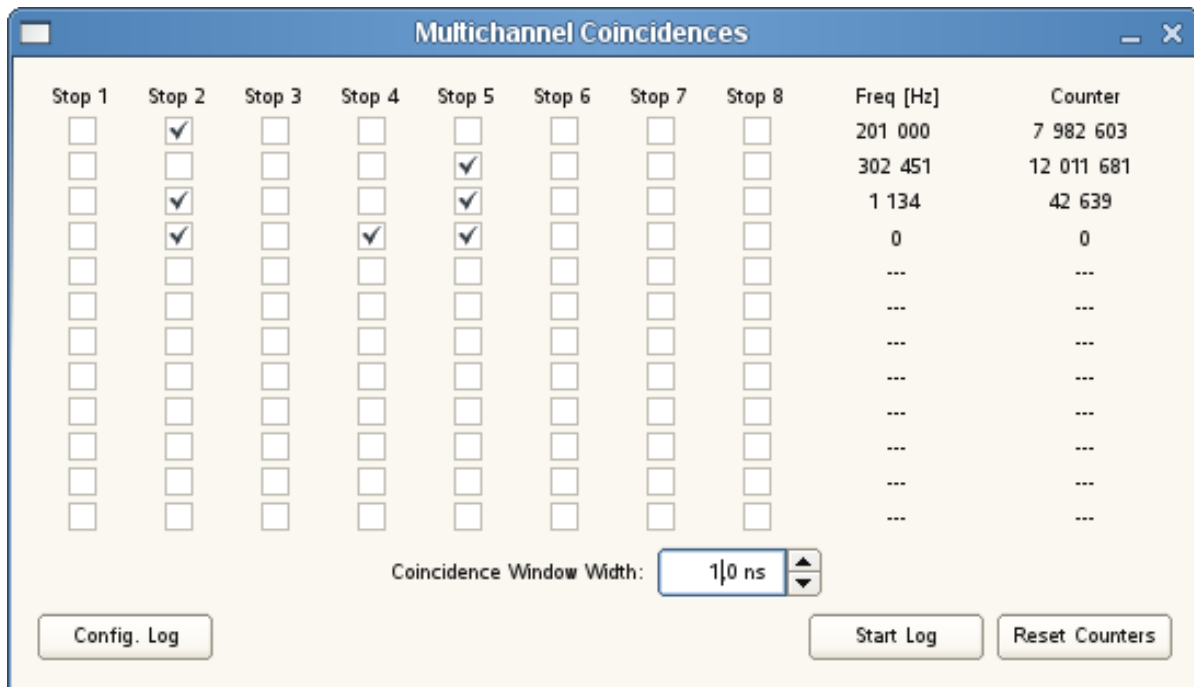 Multichannel Coincidences
Stop 1 Stop 2 Stop 3 Stop 4 Stop 5 Stop 6 Stop 7 Stop 8 Freq [Hz] Counter
201 000 7 982 603
302 451 12 011 681
1 134 42 639
0 0
--- ---
--- ---
--- ---
--- ---
--- ---
--- ---
--- ---
--- ---
Coincidence Window Width: 1.0 ns
Config. Log Start Log Reset Counters